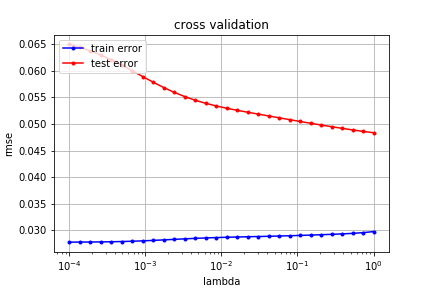 cross validation
train error
test error
rmse
0.065
0.060
0.055
0.050
0.045
0.040
0.035
0.030
10⁻⁴ 10⁻³ 10⁻² 10⁻¹ 10⁰
lambda